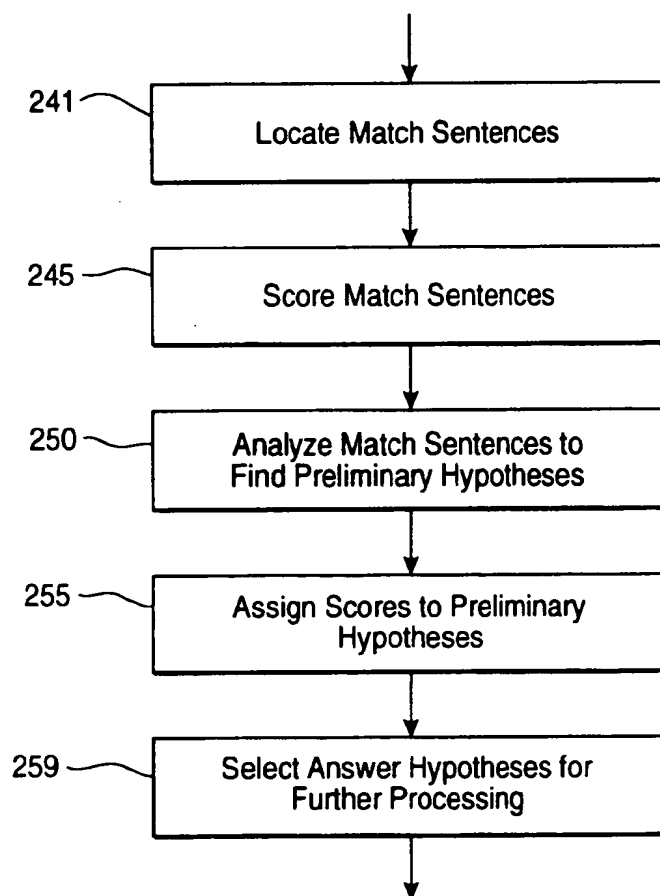 241
Locate Match Sentences
245
Score Match Sentences
250
Analyze Match Sentences to
Find Preliminary Hypotheses
255
Assign Scores to Preliminary
Hypotheses
259
Select Answer Hypotheses for
Further Processing